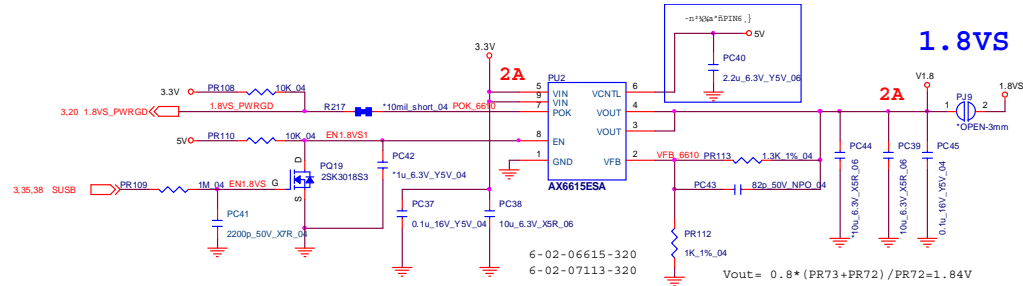 5V
1.8VS
PC40
2.2u_6.3V_Y5V_06
3.3V
2A
PU2
V1.8
1.8VS
2A
PJ9
1
2
*OPEN-3mm
3.3V
PR108
10K_04
5
VIN
9
VIN
VCNTL
6
3,20 1.8VS_PWRGD
1.8VS_PWRGD
R217
*10mil_short_04
7
POK
VOUT
4
5V
PR110
10K_04
EN1.8VS1
8
EN
VOUT
3
1
GND
VFB
2
VFB_6610
PR113
1.3K_1%_04
AX6615ESA
PC43
82p_50V_NPO_04
PC42
*1u_6.3V_Y5V_04
D
PQ19
2SK3018S3
G
S
3,35,38 SUSB
PR109
1M_04
EN1.8VS
PC41
2200p_50V_X7R_04
PC37
0.1u_16V_Y5V_04
PC38
10u_6.3V_X5R_06
PR112
1K_1%_04
PC44
*10u_6.3V_X5R_06
PC39
10u_6.3V_X5R_06
PC45
0.1u_16V_Y5V_04
6-02-06615-320
6-02-07113-320
Vout= 0.8*(PR73+PR72)/PR72=1.84V